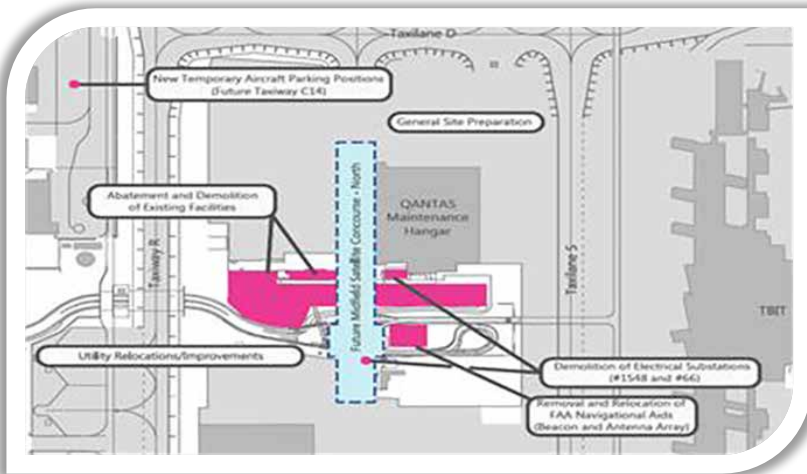 Taxilane D
New Temporary Aircraft Parking Positions
(Future Taxiway C14)
General Site Preparation
Abatement and Demolition
of Existing Facilities
QANTAS
Maintenance
Hangar
Future Midfield Satellite Concourse - North
Taxiway R
Taxilane S
TBIT
Utility Relocations/Improvements
Demolition of Electrical Substations
(#1548 and #66)
Removal and Relocation of
FAA Navigational Aids
(Beacon and Antenna Array)